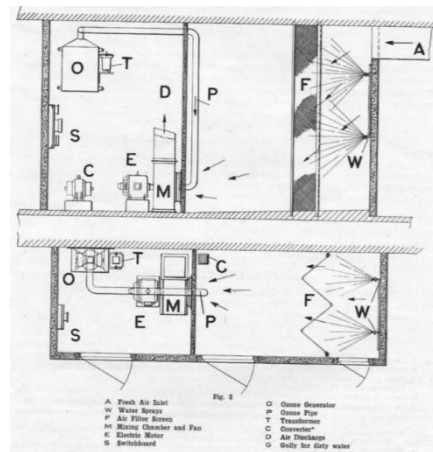 O
T
P
D
S
C
E
M
F
W
A
O
T
C
S
E
M
P
F
W
Fig. 3
A Fresh Air Inlet
W Water Sprays
F Air Filter Screen
M Mixing Chamber and Fan
E Electric Motor
S Switchboard
O Ozone Generator
P Ozone Pipe
T Transformer
C Converter*
D Air Discharge
G Gully for dirty water